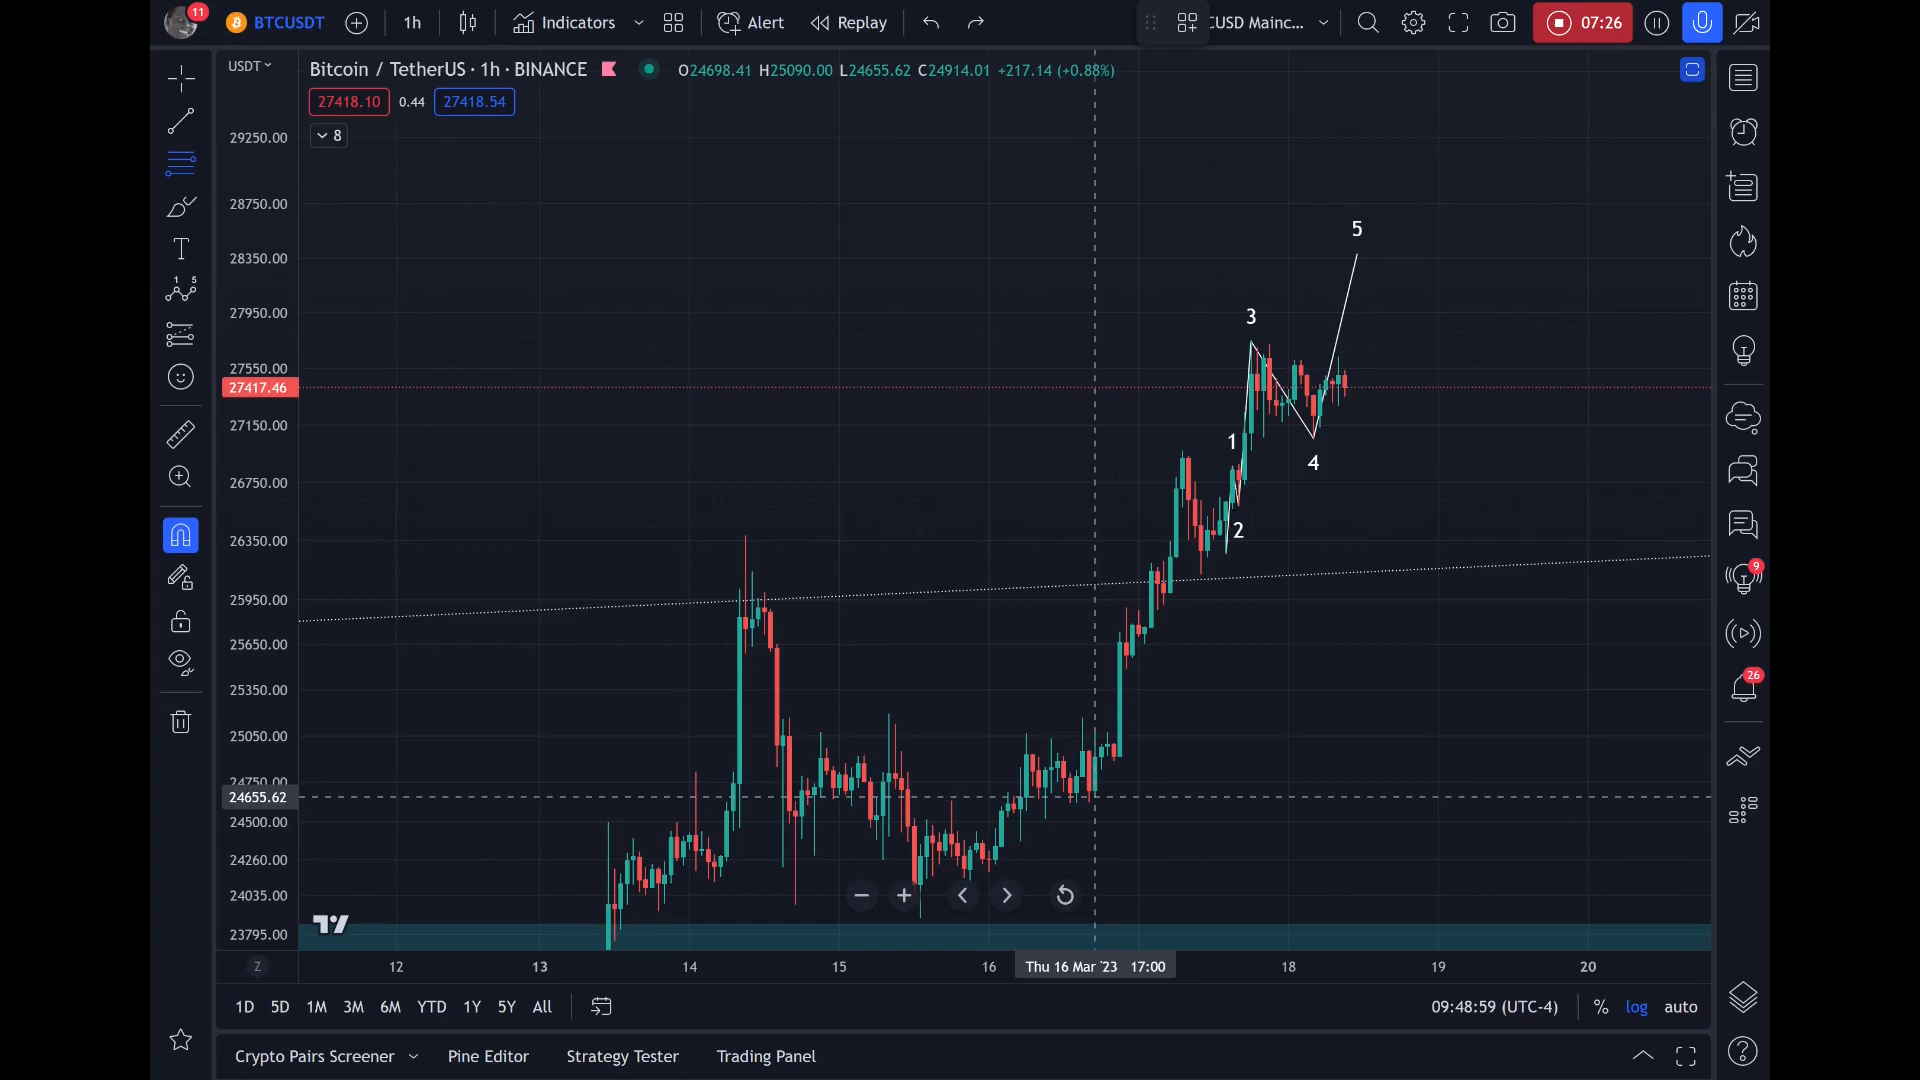 11
BTCUSDT
1h
Indicators
Alert
Replay
CUSD Mainc...
07:26
USDT
Bitcoin / TetherUS · 1h · BINANCE
O24698.41 H25090.00 L24655.62 C24914.01 +217.14 (+0.88%)
27418.10 0.44 27418.54
8
29250.00
28750.00
28350.00
27950.00
27550.00
27417.46
27150.00
26750.00
26350.00
25950.00
25650.00
25350.00
25050.00
24750.00
24655.62
24500.00
24260.00
24035.00
23795.00
5
3
1
4
2
1 5
9
26
Z
12 13 14 15 16 Thu 16 Mar '23 17:00 18 19 20
1D 5D 1M 3M 6M YTD 1Y 5Y All
09:48:59 (UTC-4)
% log auto
Crypto Pairs Screener
Pine Editor
Strategy Tester
Trading Panel